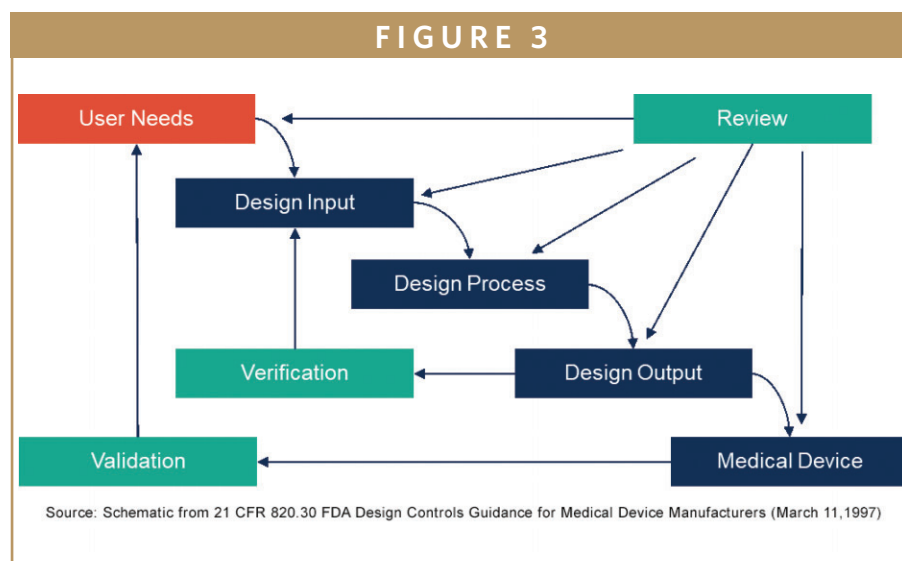 FIGURE 3
User Needs
Review
Design Input
Design Process
Verification
Design Output
Validation
Medical Device
Source: Schematic from 21 CFR 820.30 FDA Design Controls Guidance for Medical Device Manufacturers (March 11,1997)